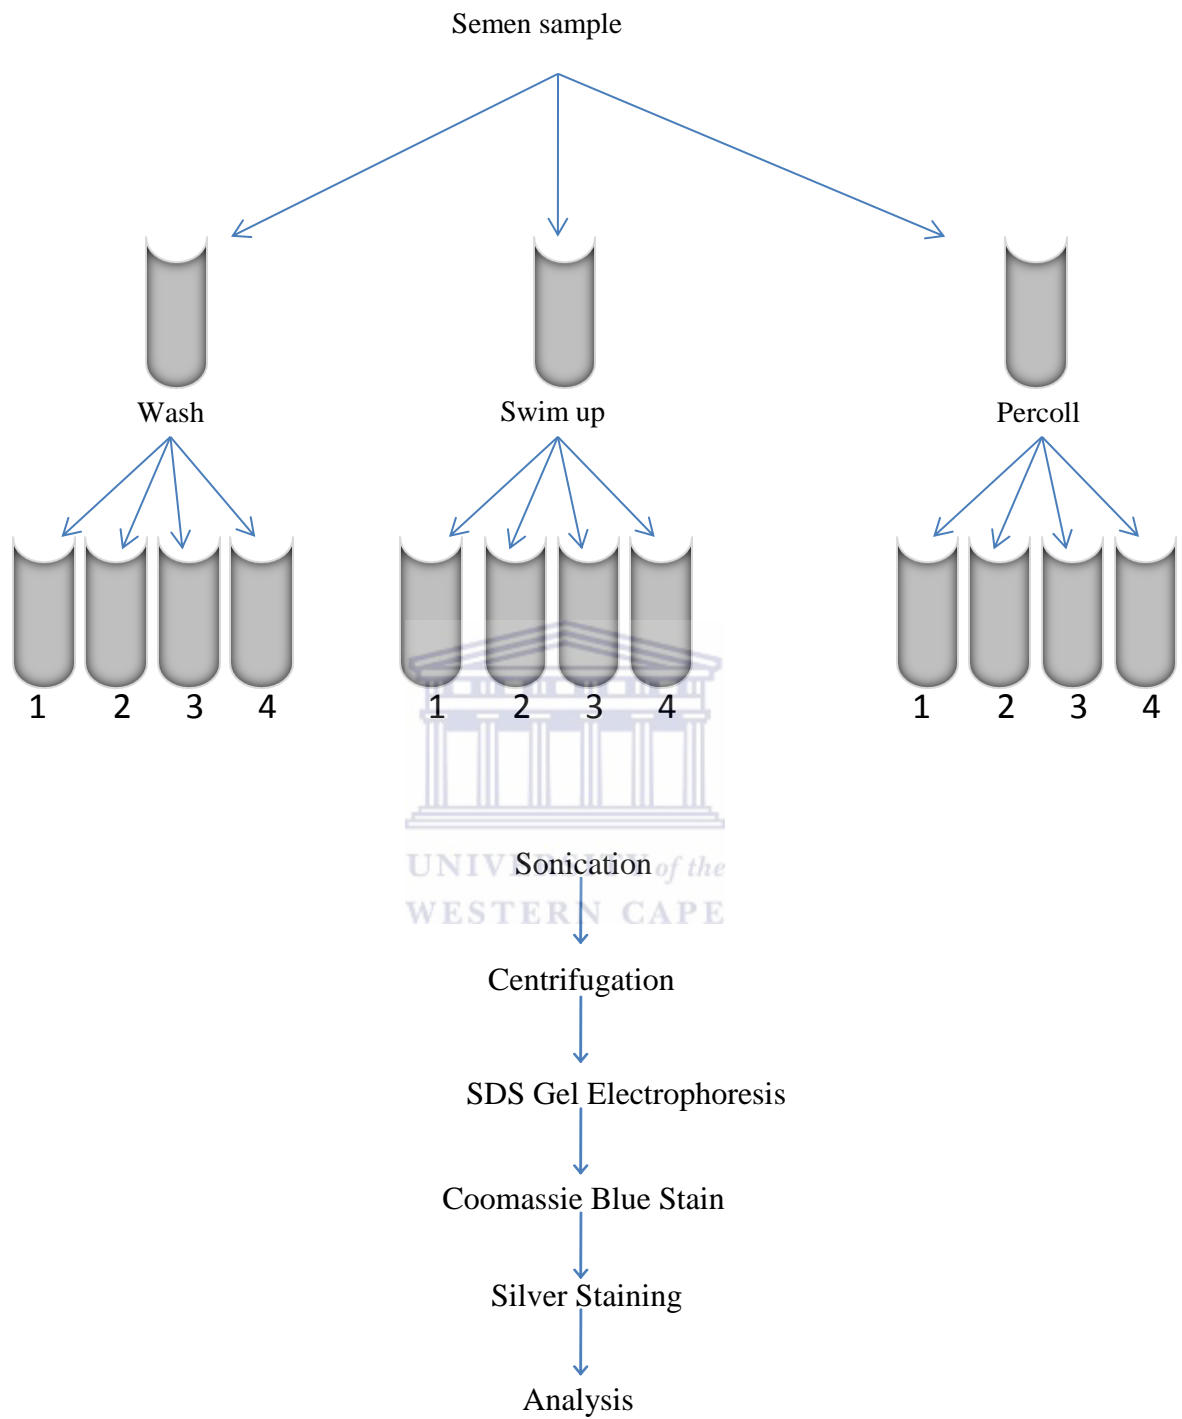 Semen sample
Wash
Swim up
Percoll
1 2 3 4
1 2 3 4
1 2 3 4
UNIVERSITY of the
WESTERN CAPE
Sonication
Centrifugation
SDS Gel Electrophoresis
Coomassie Blue Stain
Silver Staining
Analysis